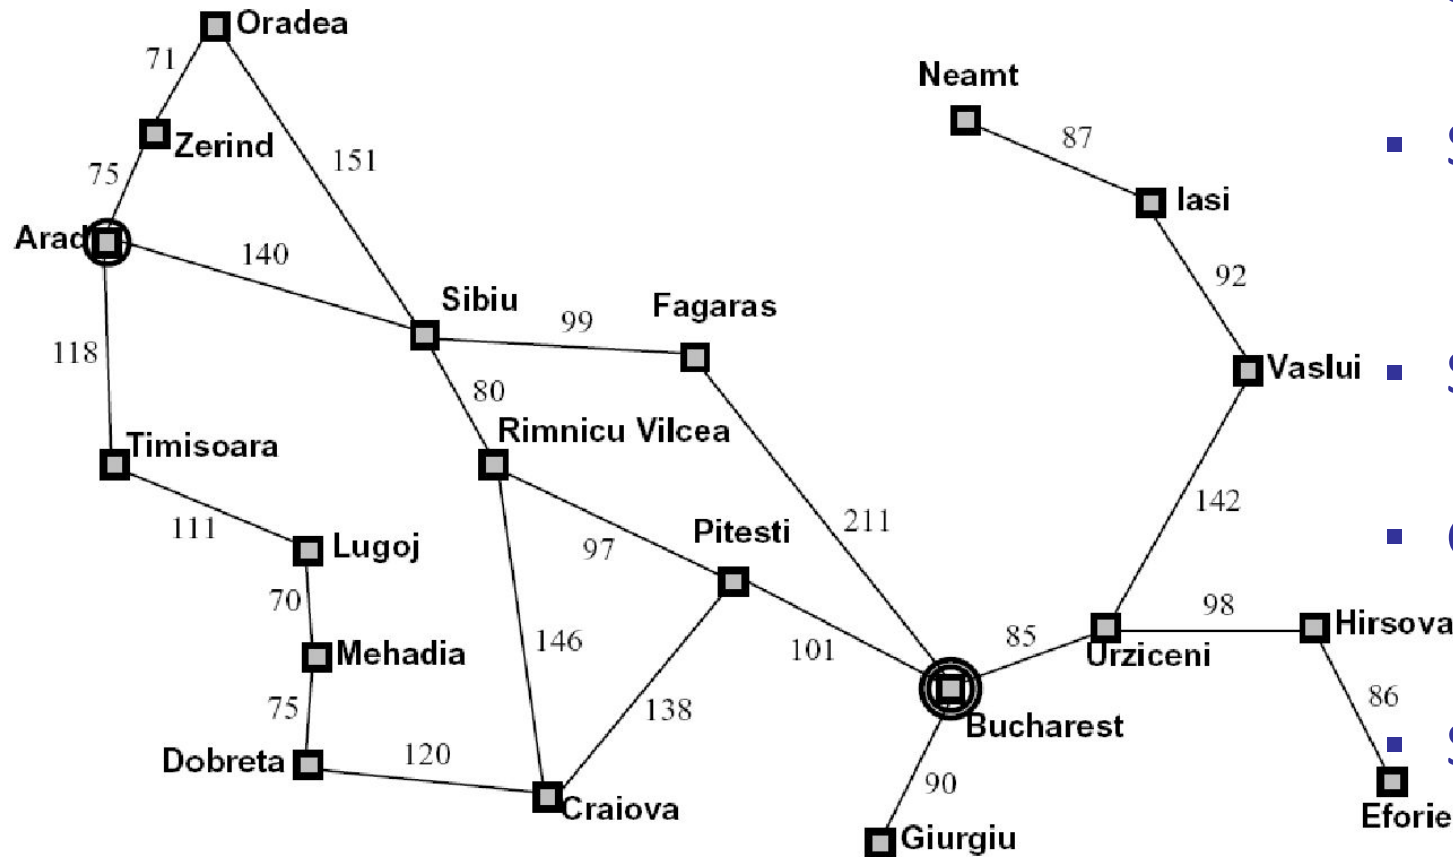 Oradea
71
Neamt
87
Zerind
151
75
Iasi
Arad
140
92
Sibiu
Fagaras
99
118
Vaslui
80
Rimnicu Vilcea
Timisoara
142
211
Pitesti
111
Lugoj
97
70
98
Hirsova
146
85
101
Mehadia
Urziceni
75
138
86
Bucharest
Dobreta
120
90
Craiova
Eforie
Giurgiu